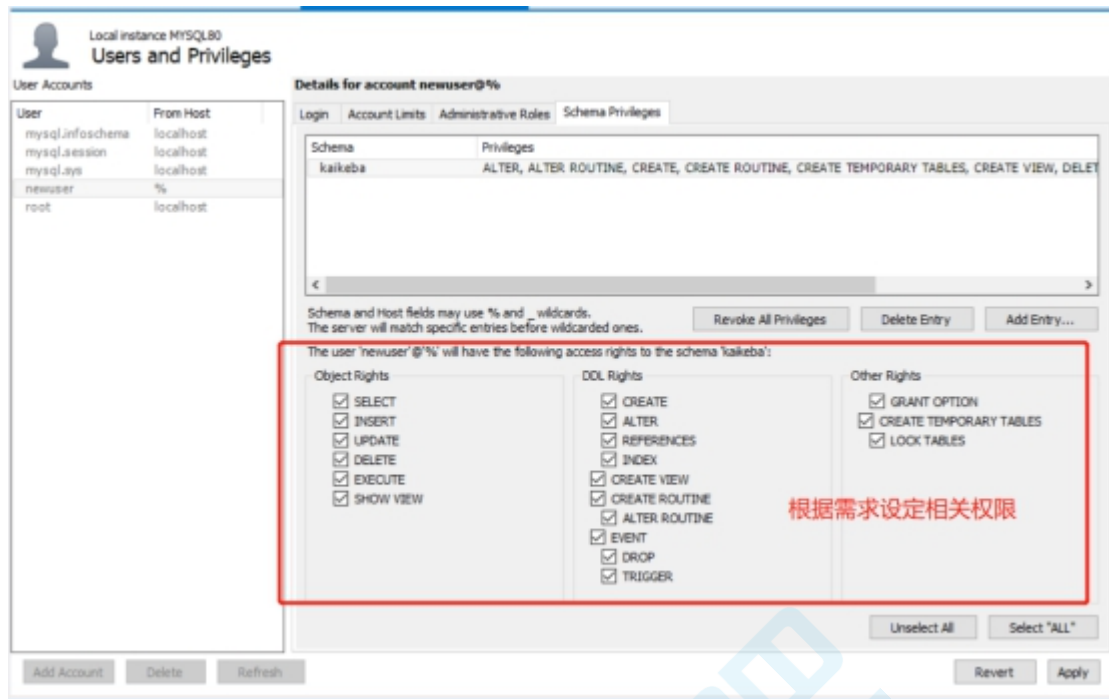 Local instance MYSQL80
Users and Privileges
User Accounts
User From Host
mysql.infoschema localhost
mysql.session localhost
mysql.sys localhost
newuser %
root localhost
Details for account newuser@%
Login Account Limits Administrative Roles Schema Privileges
Schema Privileges
kaikeba ALTER, ALTER ROUTINE, CREATE, CREATE ROUTINE, CREATE TEMPORARY TABLES, CREATE VIEW, DELET
Schema and Host fields may use % and _ wildcards.
The server will match specific entries before wildcarded ones.
Revoke All Privileges Delete Entry Add Entry...
The user 'newuser'@'%' will have the following access rights to the schema 'kaikeba':
Object Rights
SELECT
INSERT
UPDATE
DELETE
EXECUTE
SHOW VIEW
DDL Rights
CREATE
ALTER
REFERENCES
INDEX
CREATE VIEW
CREATE ROUTINE
ALTER ROUTINE
EVENT
DROP
TRIGGER
Other Rights
GRANT OPTION
CREATE TEMPORARY TABLES
LOCK TABLES
根据需求设定相关权限
Unselect All Select "ALL"
Add Account Delete Refresh Revert Apply